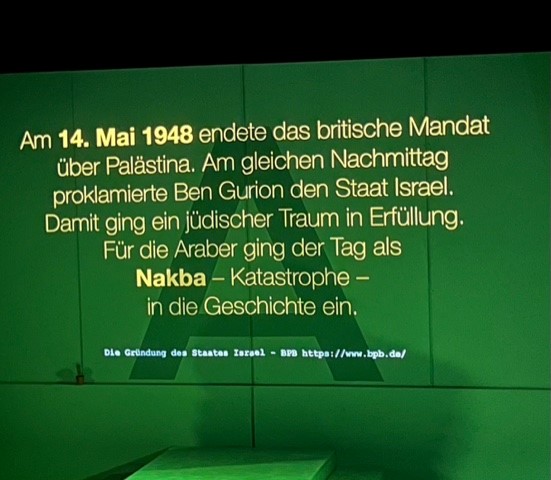 Am 14. Mai 1948 endete das britische Mandat
über Palästina. Am gleichen Nachmittag
proklamierte Ben Gurion den Staat Israel.
Damit ging ein jüdischer Traum in Erfüllung.
Für die Araber ging der Tag als
Nakba – Katastrophe –
in die Geschichte ein.
Die Gründung des Staates Israel - BPB https://www.bpb.de/